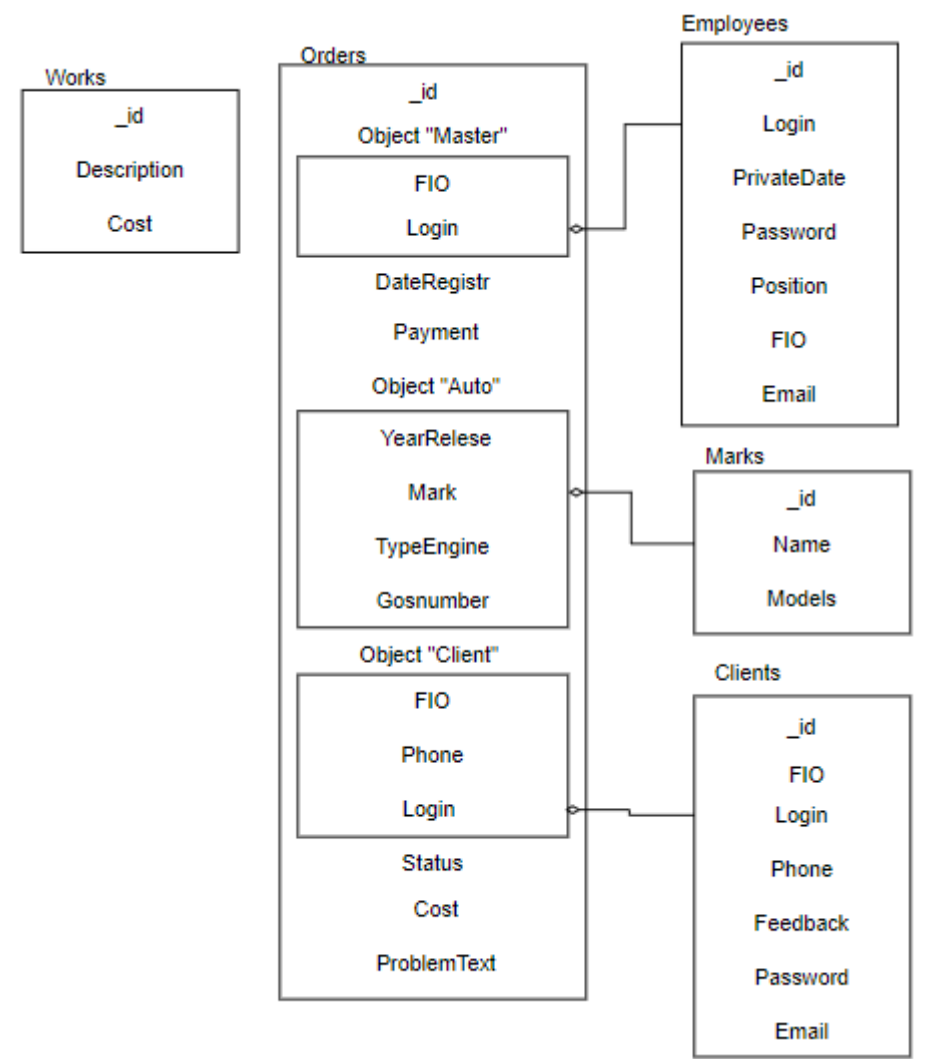 Works
_id
Description
Cost
Orders
_id
Object "Master"
FIO
Login
DateRegistr
Payment
Object "Auto"
YearRelese
Mark
TypeEngine
Gosnumber
Object "Client"
FIO
Phone
Login
Status
Cost
ProblemText
Employees
_id
Login
PrivateDate
Password
Position
FIO
Email
Marks
_id
Name
Models
Clients
_id
FIO
Login
Phone
Feedback
Password
Email